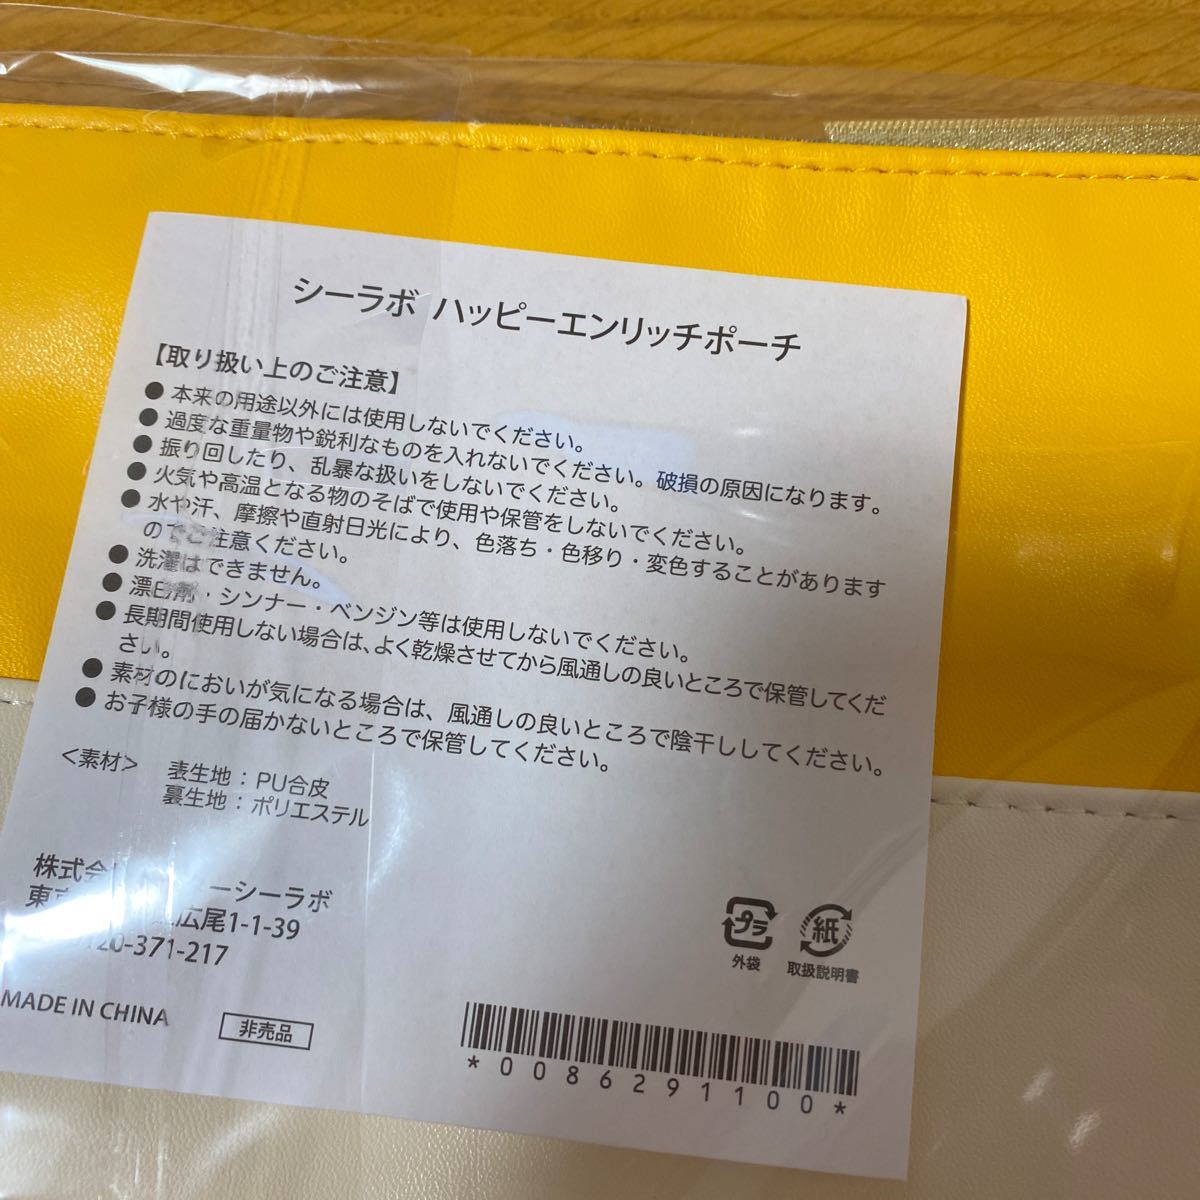 シーラボ ハッピーエンリッチポーチ
【取り扱い上のご注意】
● 本来の用途以外には使用しないでください。
● 過度な重量物や鋭利なものを入れないでください。破損の原因になります。
● 振り回したり、乱暴な扱いをしないでください。
● 火気や高温となる物のそばで使用や保管をしないでください。
● 水や汗、摩擦や直射日光により、色落ち・色移り・変色することがあります
のでご注意ください。
● 洗濯はできません。
● 漂白剤・シンナー・ベンジン等は使用しないでください。
● 長期間使用しない場合は、よく乾燥させてから風通しの良いところで保管してくだ
さい。
● 素材のにおいが気になる場合は、風通しの良いところで陰干ししてください。
● お子様の手の届かないところで保管してください。
<素材> 表生地：PU合皮
裏生地：ポリエステル
株式会 ーシーラボ
東 広尾1-1-39
120-371-217
MADE IN CHINA 非売品
プラ 紙
外袋 取扱説明書
*0086291100*